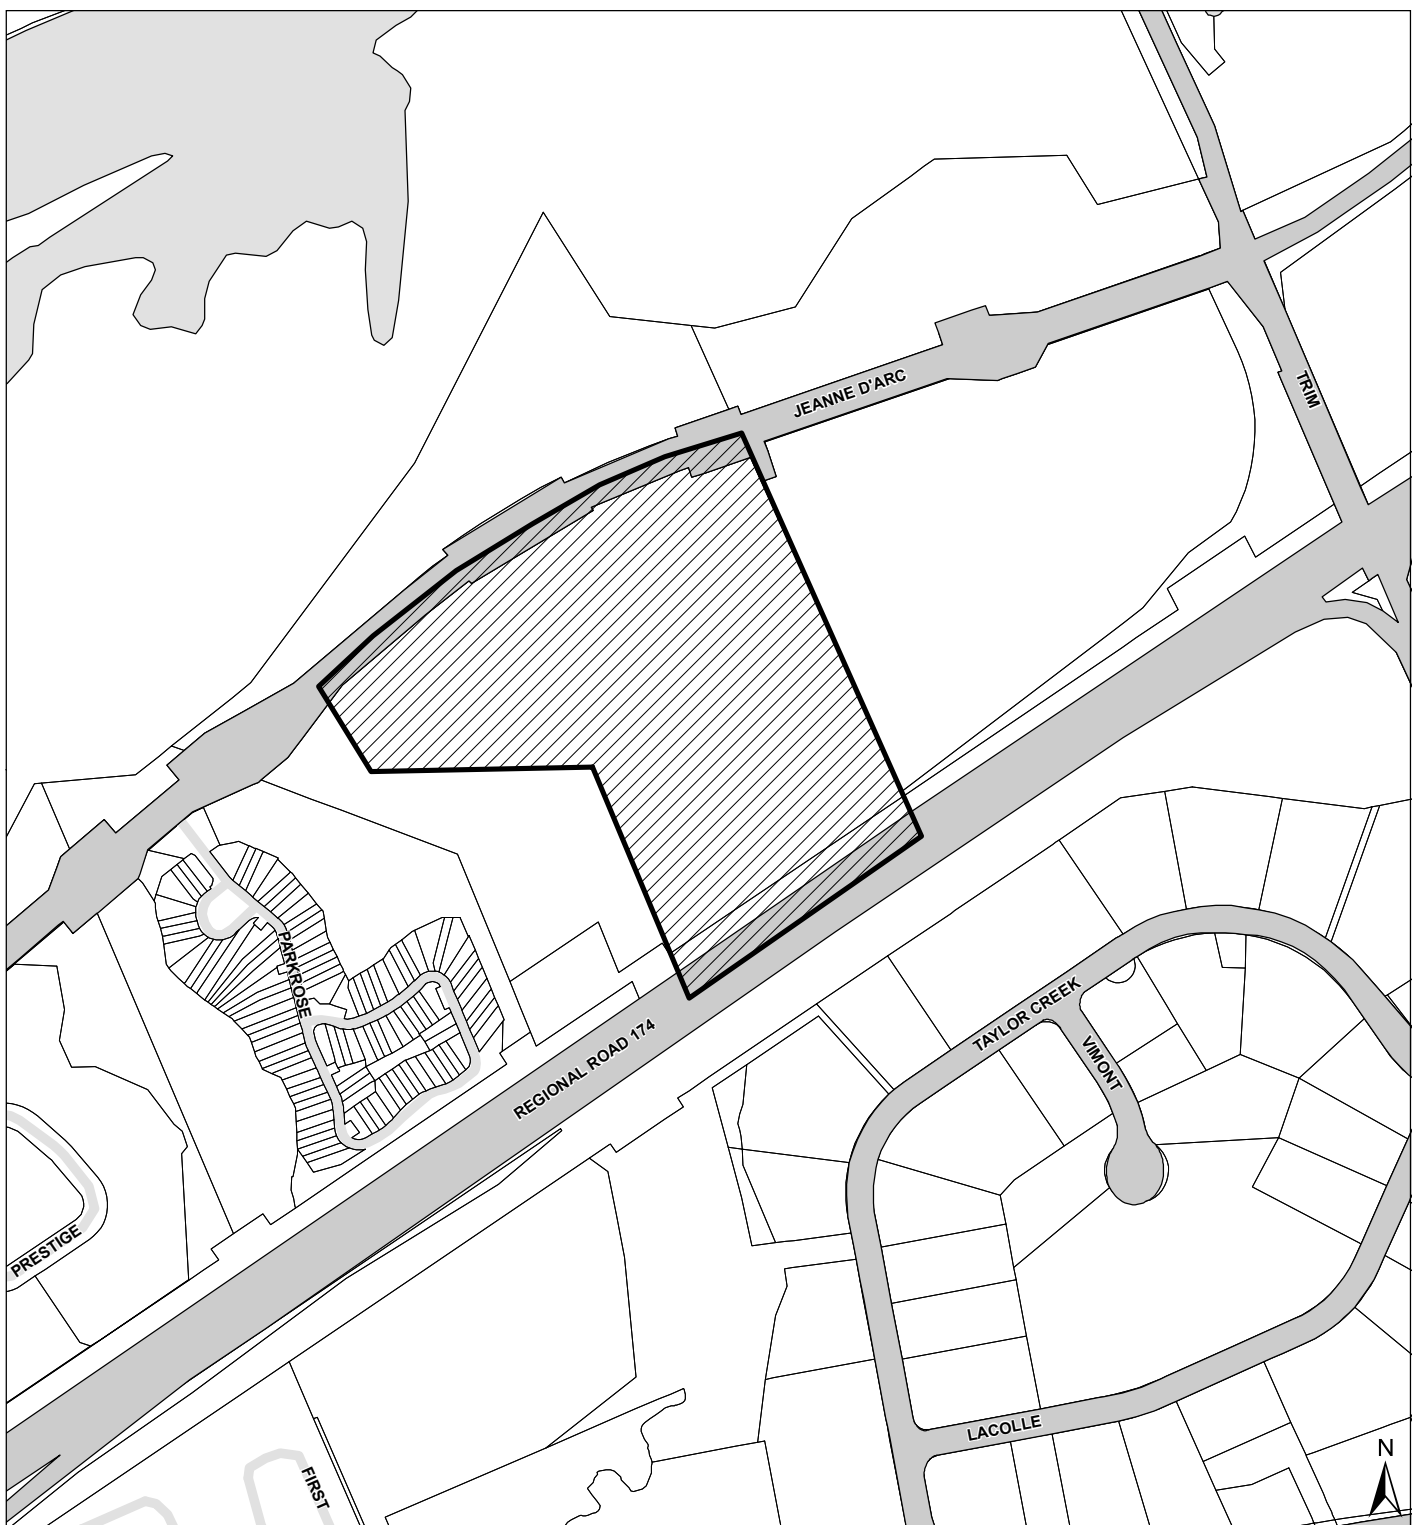 JEANNE D'ARC
TRIM
PARKROSE
REGIONAL ROAD 174
TAYLOR CREEK
VIMONT
PRESTIGE
LACOLLE
FIRST
N